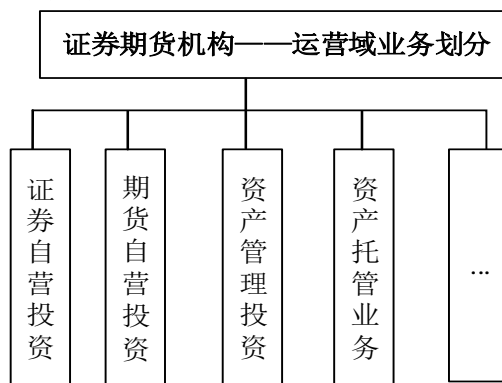 证券期货机构——运营域业务划分
证券自营投资
期货自营投资
资产管理投资
资产托管业务
...